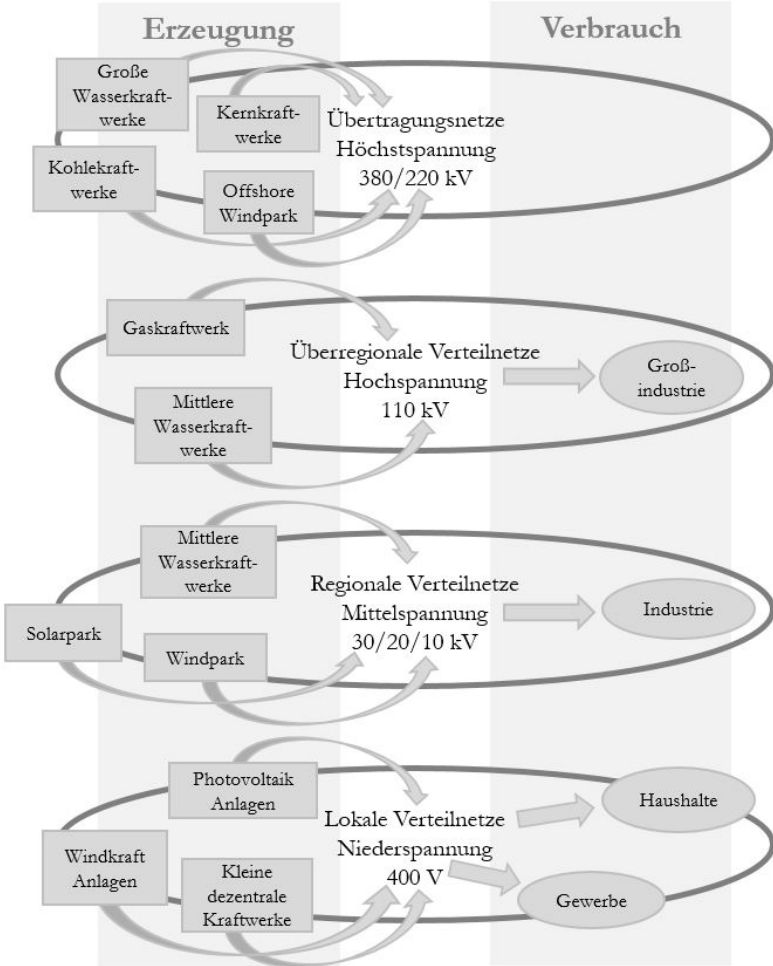 Erzeugung
Verbrauch
Große
Wasserkraft-
werke
Kernkraft-
werke
Kohlekraft-
werke
Offshore
Windpark
Übertragungsnetze
Höchstspannung
380/220 kV
Gaskraftwerk
Mittlere
Wasserkraft-
werke
Überregionale Verteilnetze
Hochspannung
110 kV
Groß-
industrie
Mittlere
Wasserkraft-
werke
Solarpark
Windpark
Regionale Verteilnetze
Mittelspannung
30/20/10 kV
Industrie
Photovoltaik
Anlagen
Windkraft
Anlagen
Kleine
dezentrale
Kraftwerke
Lokale Verteilnetze
Niederspannung
400 V
Haushalte
Gewerbe